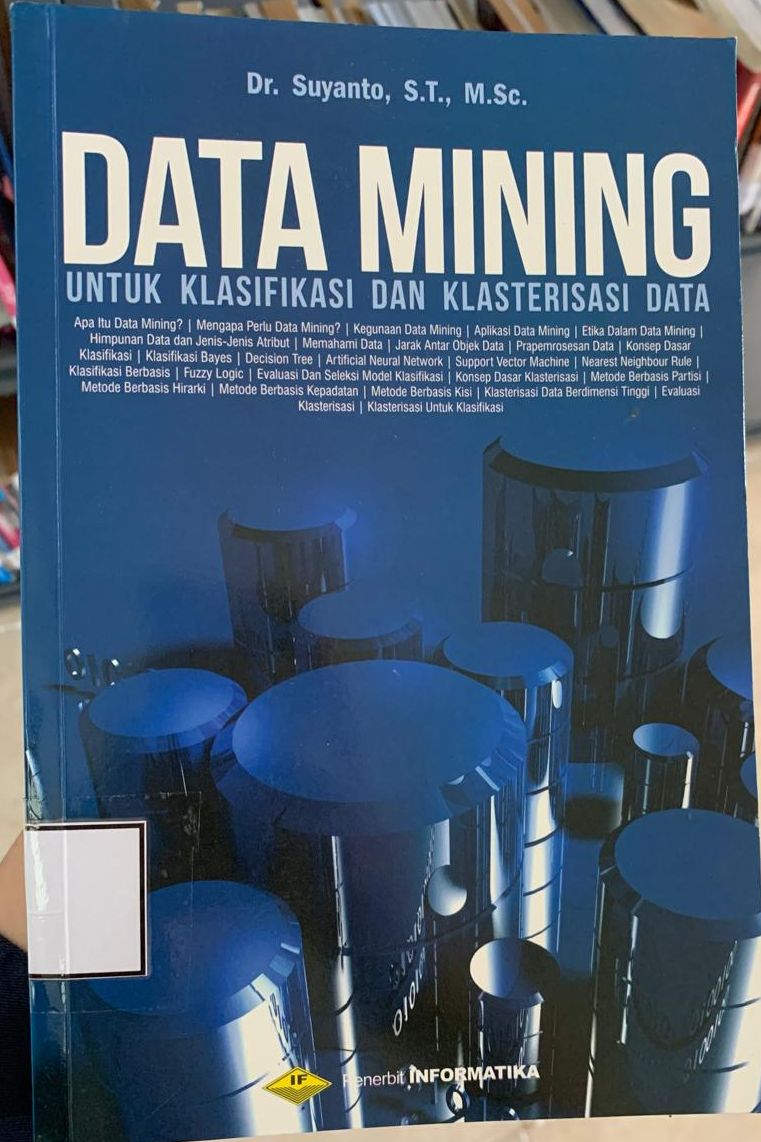 Dr. Suyanto, S.T., M.Sc.
DATA MINING
UNTUK KLASIFIKASI DAN KLASTERISASI DATA
Apa Itu Data Mining? | Mengapa Perlu Data Mining? | Kegunaan Data Mining | Aplikasi Data Mining | Etika Dalam Data Mining |
Himpunan Data dan Jenis-Jenis Atribut | Memahami Data | Jarak Antar Objek Data | Prapemrosesan Data | Konsep Dasar
Klasifikasi | Klasifikasi Bayes | Decision Tree | Artificial Neural Network | Support Vector Machine | Nearest Neighbour Rule |
Klasifikasi Berbasis | Fuzzy Logic | Evaluasi Dan Seleksi Model Klasifikasi | Konsep Dasar Klasterisasi | Metode Berbasis Partisi |
Metode Berbasis Hirarki | Metode Berbasis Kepadatan | Metode Berbasis Kisi | Klasterisasi Data Berdimensi Tinggi | Evaluasi
Klasterisasi | Klasterisasi Untuk Klasifikasi
IF Penerbit INFORMATIKA